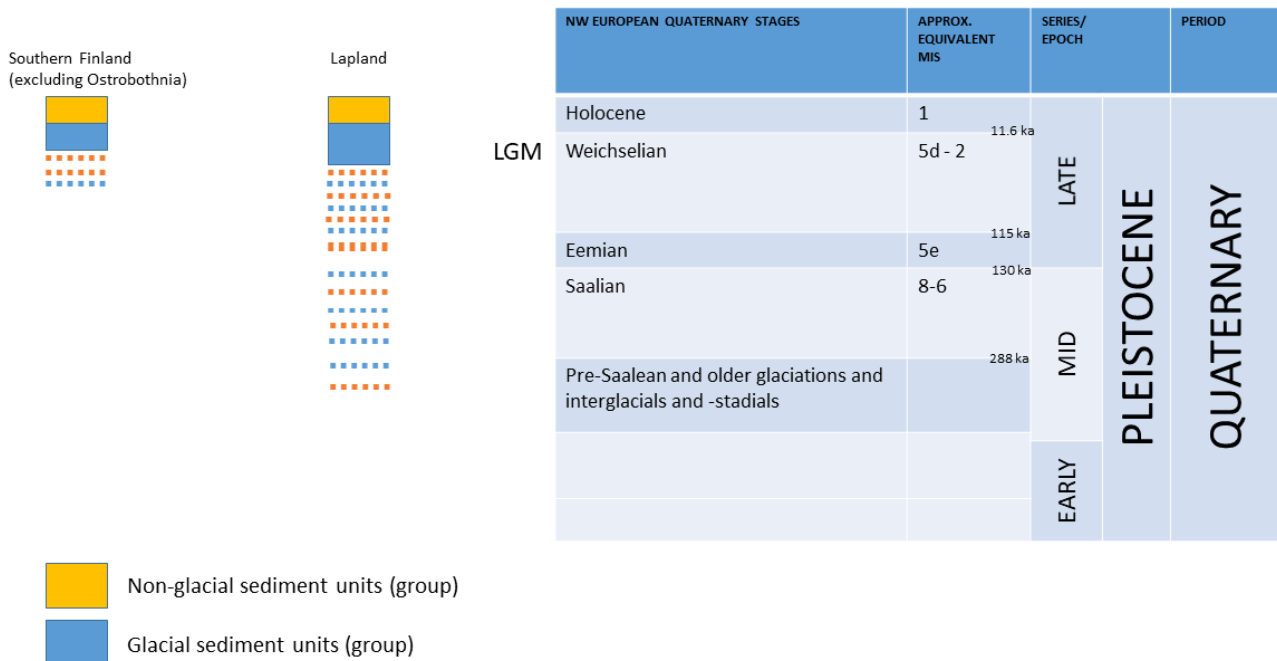 Southern Finland
(excluding Ostrobothnia)
Lapland
LGM
NW EUROPEAN QUATERNARY STAGES
APPROX.
EQUIVALENT
MIS
SERIES/
EPOCH
PERIOD
Holocene
1
11.6 ka
Weichselian
5d - 2
115 ka
Eemian
5e
130 ka
Saalian
8-6
288 ka
Pre-Saalean and older glaciations and
interglacials and -stadials
LATE
MID
EARLY
PLEISTOCENE
QUATERNARY
Non-glacial sediment units (group)
Glacial sediment units (group)